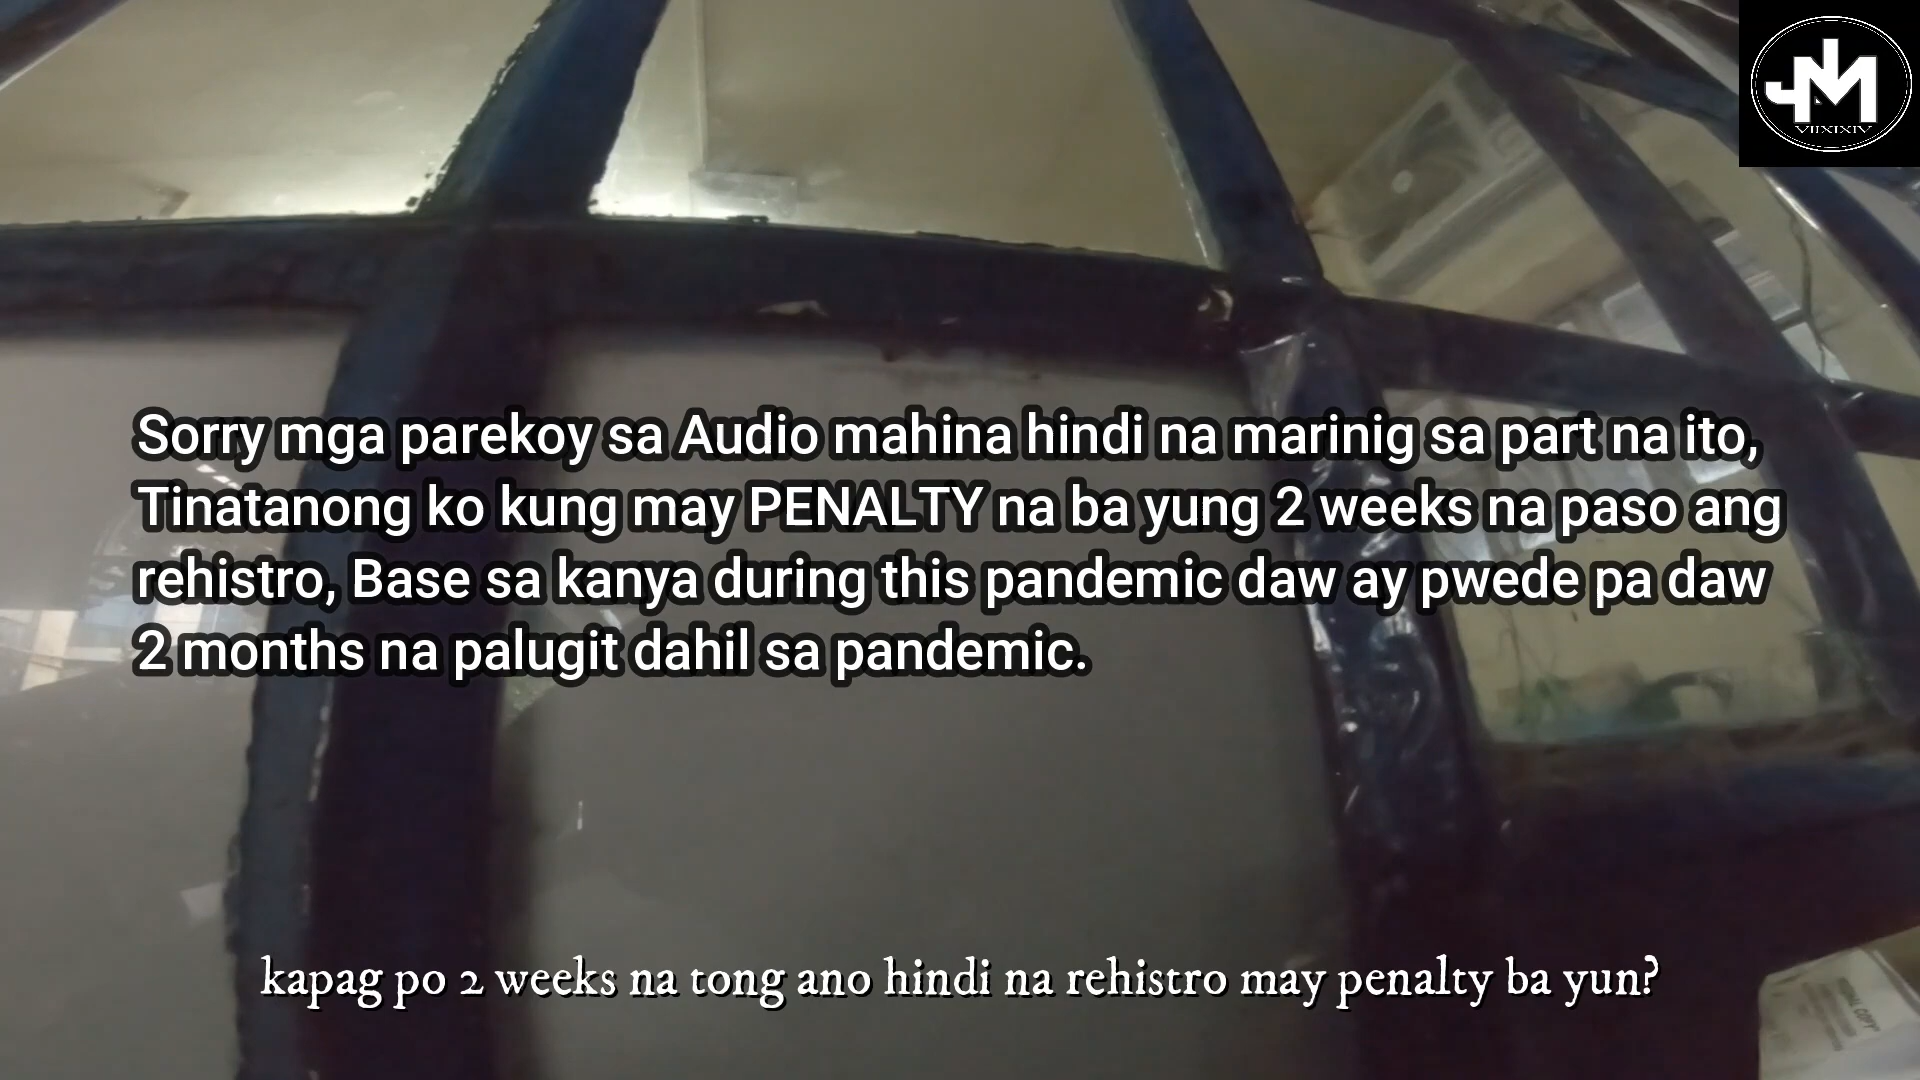 JM
VIIXIXIV
Sorry mga parekoy sa Audio mahina hindi na marinig sa part na ito,
Tinatanong ko kung may PENALTY na ba yung 2 weeks na paso ang
rehistro, Base sa kanya during this pandemic daw ay pwede pa daw
2 months na palugit dahil sa pandemic.
kapag po 2 weeks na tong ano hindi na rehistro may penalty ba yun?